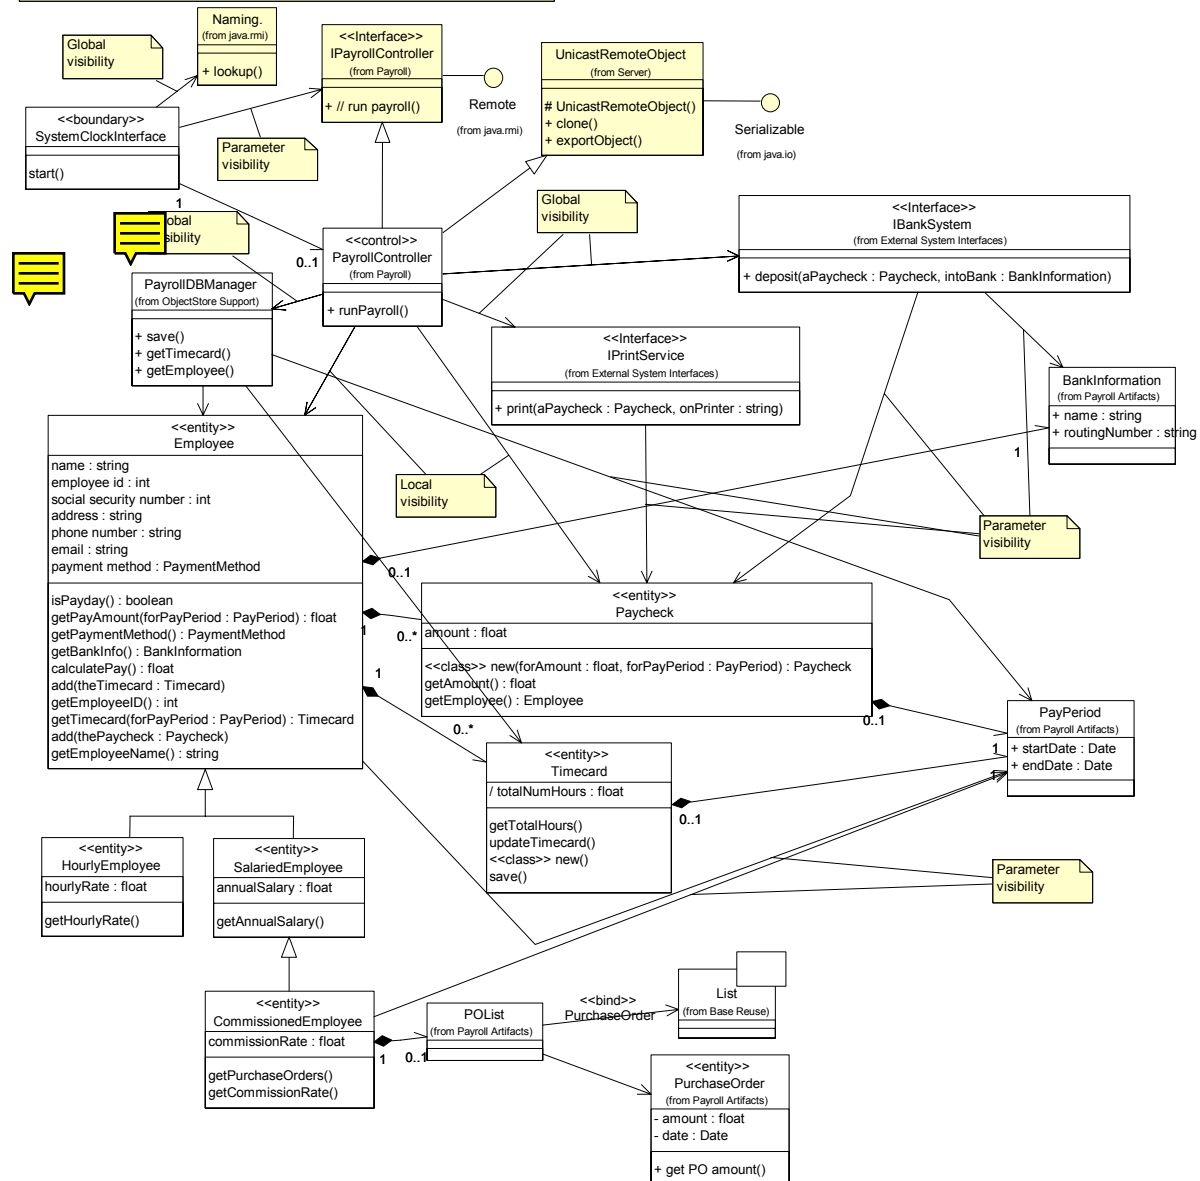 Naming.
(from java.rmi)
+ lookup()
Global
visibility
<<Interface>>
IPayrollController
(from Payroll)
+ // run payroll()
Remote
(from java.rmi)
UnicastRemoteObject
(from Server)
# UnicastRemoteObject()
+ clone()
+ exportObject()
Serializable
(from java.io)
<<boundary>>
SystemClockInterface
start()
Parameter
visibility
1
0..1
obal
sibility
<<control>>
PayrollController
(from Payroll)
+ runPayroll()
Global
visibility
<<Interface>>
IBankSystem
(from External System Interfaces)
+ deposit(aPaycheck : Paycheck, intoBank : BankInformation)
PayrollDBManager
(from ObjectStore Support)
+ save()
+ getTimecard()
+ getEmployee()
<<Interface>>
IPrintService
(from External System Interfaces)
+ print(aPaycheck : Paycheck, onPrinter : string)
BankInformation
(from Payroll Artifacts)
+ name : string
+ routingNumber : string
1
<<entity>>
Employee
name : string
employee id : int
social security number : int
address : string
phone number : string
email : string
payment method : PaymentMethod
isPayday() : boolean
getPayAmount(forPayPeriod : PayPeriod) : float
getPaymentMethod() : PaymentMethod
getBankInfo() : BankInformation
calculatePay() : float
add(theTimecard : Timecard)
getEmployeeID() : int
getTimecard(forPayPeriod : PayPeriod) : Timecard
add(thePaycheck : Paycheck)
getEmployeeName() : string
Local
visibility
Parameter
visibility
0..1
1
0..*
1
0..*
<<entity>>
Paycheck
amount : float
<<class>> new(forAmount : float, forPayPeriod : PayPeriod) : Paycheck
getAmount() : float
getEmployee() : Employee
0..1
1
PayPeriod
(from Payroll Artifacts)
+ startDate : Date
+ endDate : Date
1
<<entity>>
Timecard
/ totalNumHours : float
getTotalHours()
updateTimecard()
<<class>> new()
save()
0..1
<<entity>>
HourlyEmployee
hourlyRate : float
getHourlyRate()
<<entity>>
SalariedEmployee
annualSalary : float
getAnnualSalary()
Parameter
visibility
<<entity>>
CommissionedEmployee
commissionRate : float
getPurchaseOrders()
getCommissionRate()
1
0..1
POList
(from Payroll Artifacts)
<<bind>>
PurchaseOrder
List
(from Base Reuse)
<<entity>>
PurchaseOrder
(from Payroll Artifacts)
- amount : float
- date : Date
+ get PO amount()